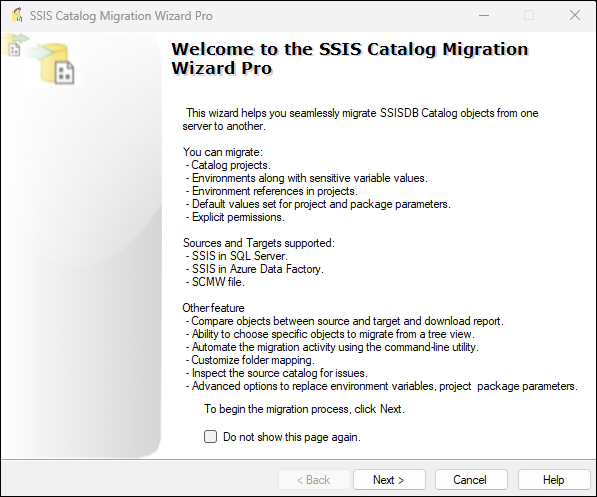 SSIS Catalog Migration Wizard Pro
Welcome to the SSIS Catalog Migration
Wizard Pro
This wizard helps you seamlessly migrate SSISDB Catalog objects from one
server to another.
You can migrate:
- Catalog projects.
- Environments along with sensitive variable values.
- Environment references in projects.
- Default values set for project and package parameters.
- Explicit permissions.
Sources and Targets supported:
- SSIS in SQL Server.
- SSIS in Azure Data Factory.
- SCMW file.
Other feature
- Compare objects between source and target and download report.
- Ability to choose specific objects to migrate from a tree view.
- Automate the migration activity using the command-line utility.
- Customize folder mapping.
- Inspect the source catalog for issues.
- Advanced options to replace environment variables, project  package parameters.
To begin the migration process, click Next.
Do not show this page again.
< Back
Next >
Cancel
Help